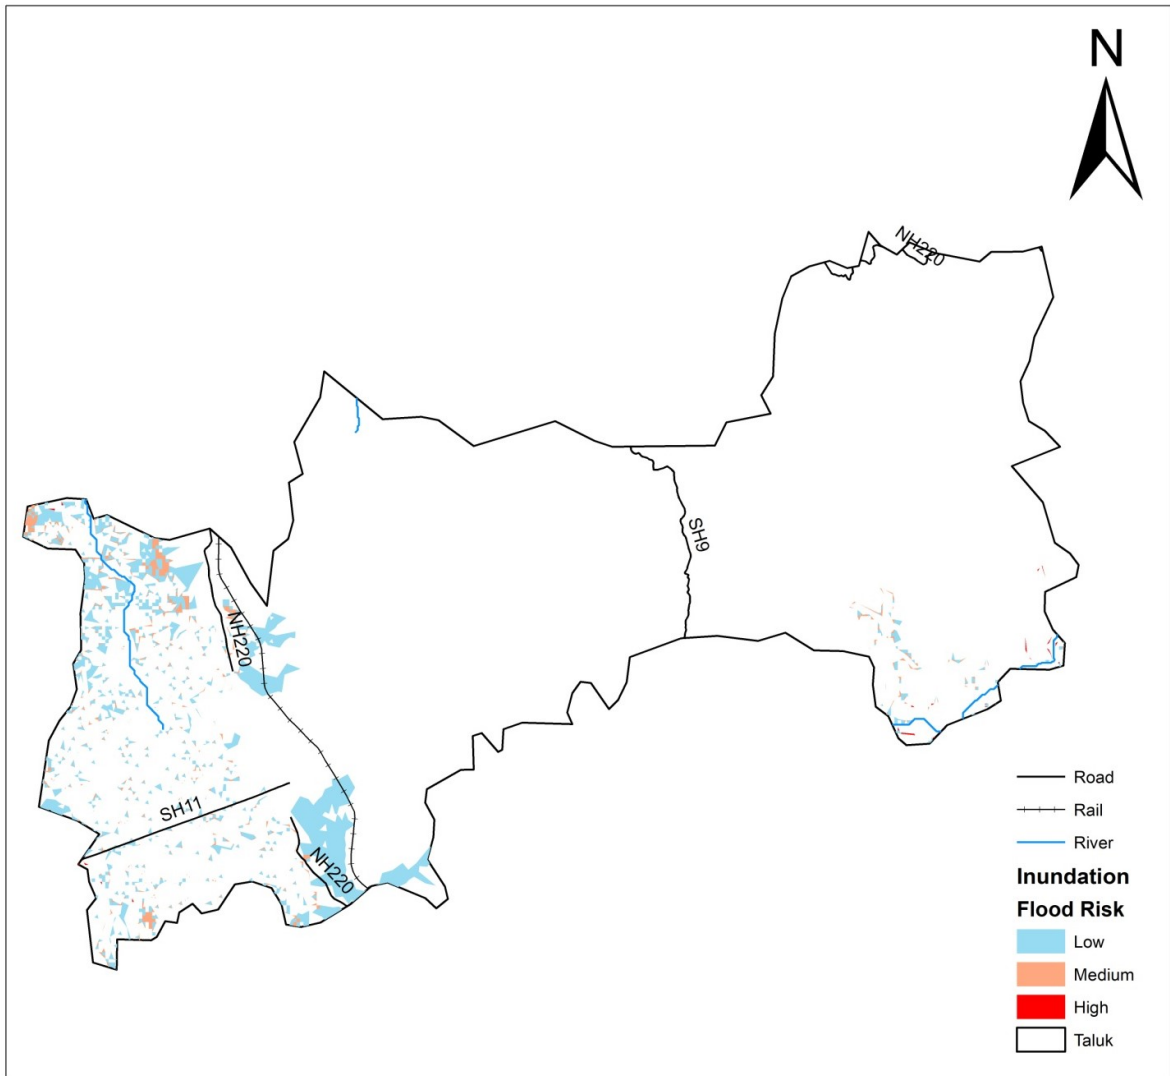 N
NH220
SH9
NH220
SH11
NH220
Road
Rail
River
Inundation
Flood Risk
Low
Medium
High
Taluk